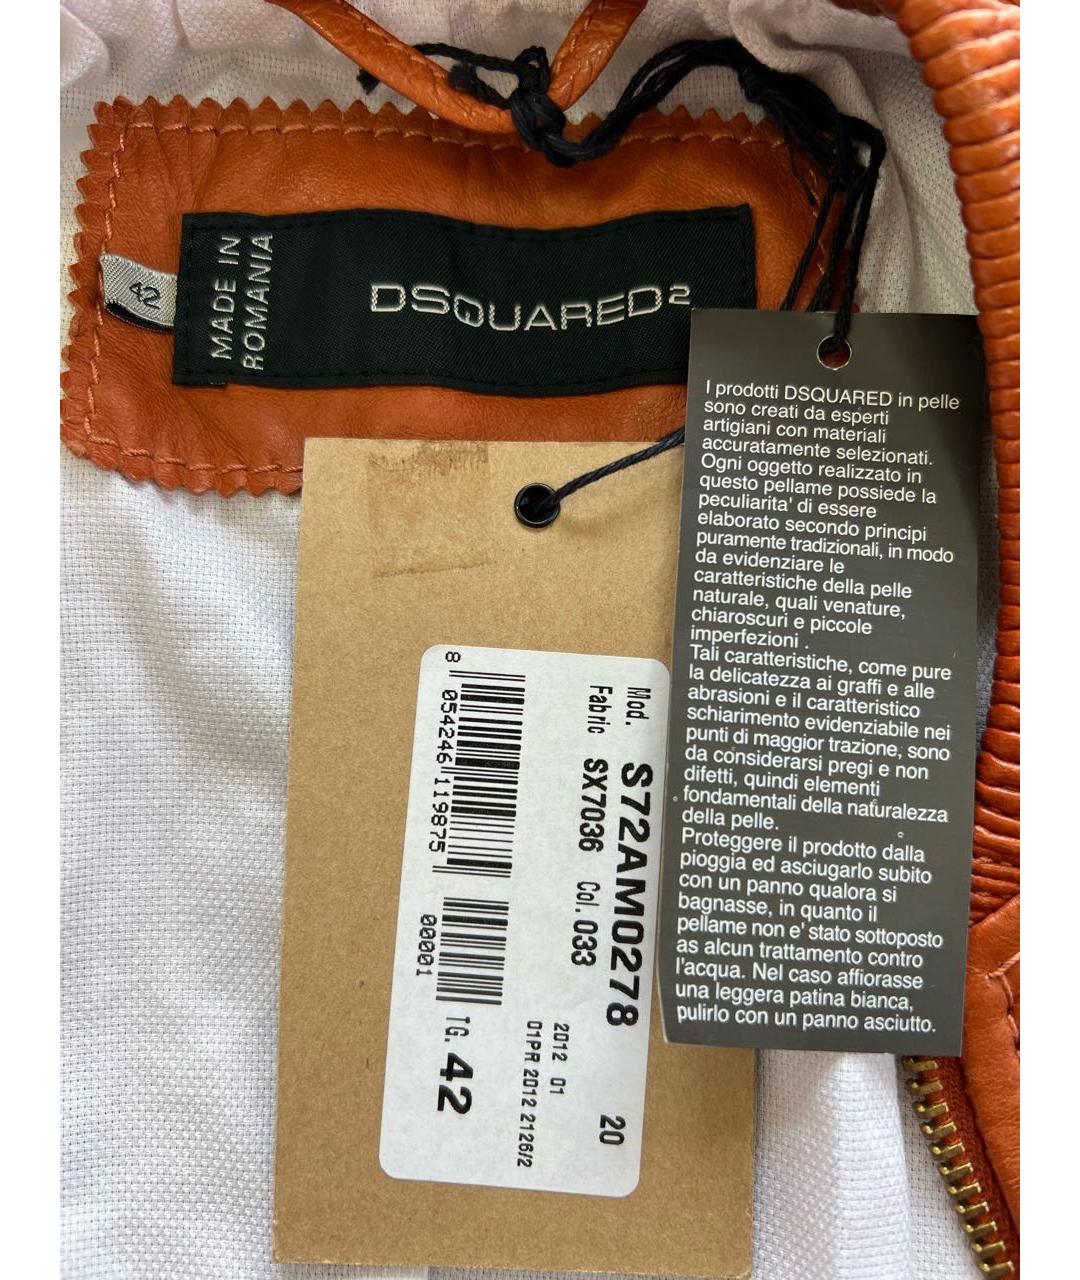 MADE IN
ROMANIA
DSQUARED2
42
I prodotti DSQUARED in pelle
sono creati da esperti
artigiani con materiali
accuratamente selezionati.
Ogni oggetto realizzato in
questo pellame possiede la
peculiarita' di essere
elaborato secondo principi
puramente tradizionali, in modo
da evidenziare le
caratteristiche della pelle
naturale, quali venature,
chiaroscuri e piccole
imperfezioni .
Tali caratteristiche, come pure
la delicatezza ai graffi e alle
abrasioni e il caratteristico
schiarimento evidenziabile nei
punti di maggior trazione, sono
da considerarsi pregi e non
difetti, quindi elementi
fondamentali della naturalezza
della pelle.
Proteggere il prodotto dalla
pioggia ed asciugarlo subito
con un panno qualora si
bagnasse, in quanto il
pellame non e' stato sottoposto
as alcun trattamento contro
l'acqua. Nel caso affiorasse
una leggera patina bianca,
pulirlo con un panno asciutto.
Mod. S72AM0278 20
Fabric SX7036 Col. 033
2012 01
01PR 2012 2126/2
8 054246 119875
00001
TG. 42